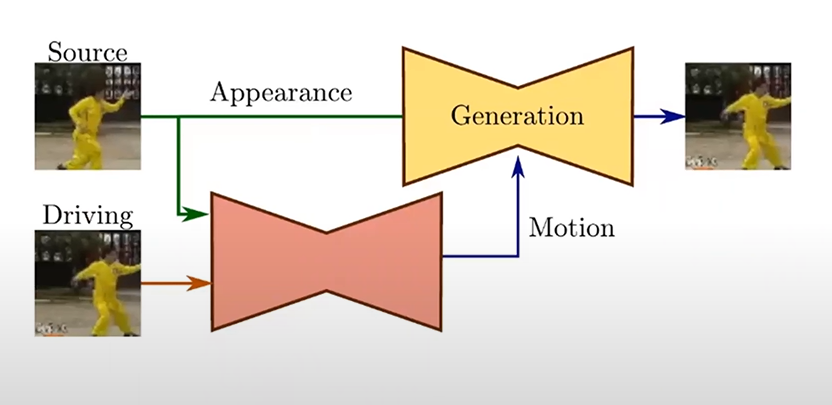 Source
Appearance
Generation
Driving
Motion